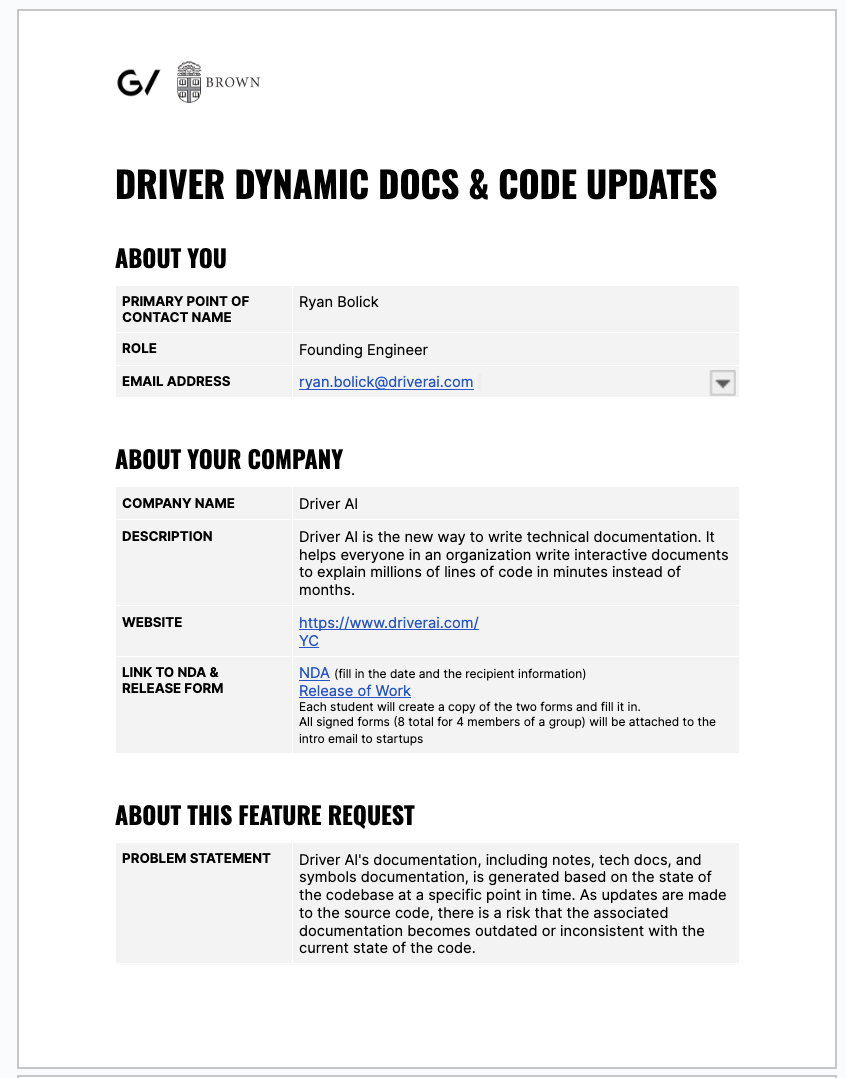 GV BROWN
DRIVER DYNAMIC DOCS & CODE UPDATES
ABOUT YOU
PRIMARY POINT OF
CONTACT NAME
Ryan Bolick
ROLE
Founding Engineer
EMAIL ADDRESS
ryan.bolick@driverai.com
ABOUT YOUR COMPANY
COMPANY NAME
Driver AI
DESCRIPTION
Driver AI is the new way to write technical documentation. It
helps everyone in an organization write interactive documents
to explain millions of lines of code in minutes instead of
months.
WEBSITE
https://www.driverai.com/
YC
LINK TO NDA &
RELEASE FORM
NDA (fill in the date and the recipient information)
Release of Work
Each student will create a copy of the two forms and fill it in.
All signed forms (8 total for 4 members of a group) will be attached to the
intro email to startups
ABOUT THIS FEATURE REQUEST
PROBLEM STATEMENT
Driver AI's documentation, including notes, tech docs, and
symbols documentation, is generated based on the state of
the codebase at a specific point in time. As updates are made
to the source code, there is a risk that the associated
documentation becomes outdated or inconsistent with the
current state of the code.